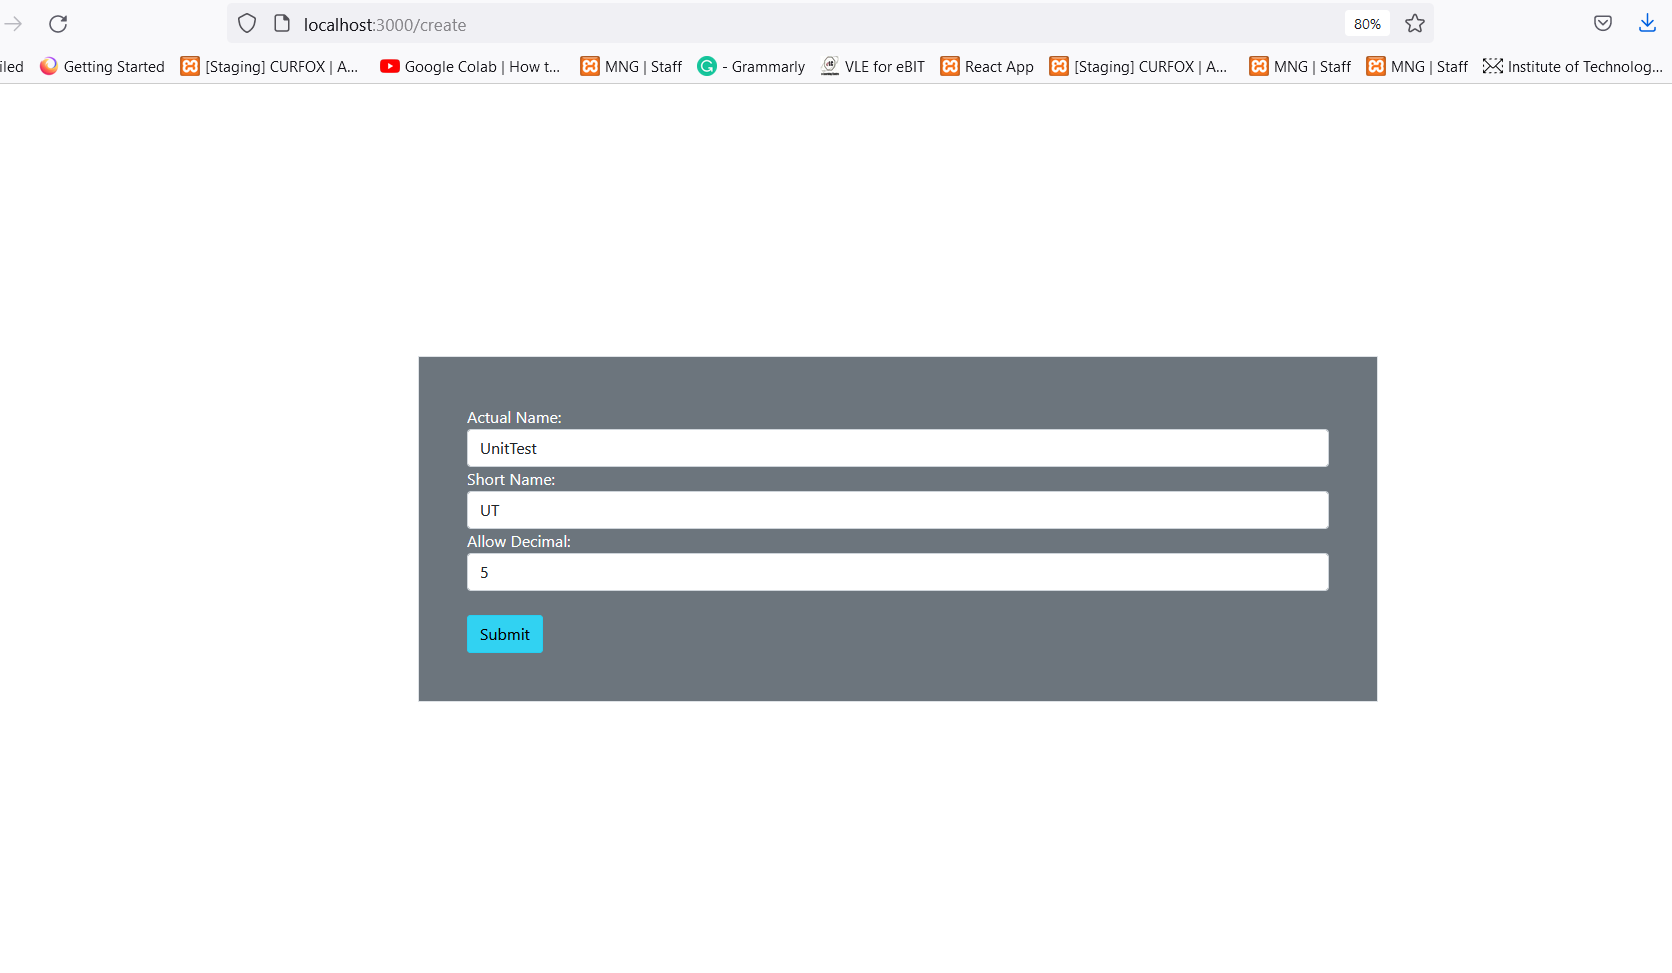 localhost:3000/create
80%
iled
Getting Started
[Staging] CURFOX | A...
Google Colab | How t...
MNG | Staff
- Grammarly
VLE for eBIT
React App
[Staging] CURFOX | A...
MNG | Staff
MNG | Staff
Institute of Technolog...
Actual Name:
UnitTest
Short Name:
UT
Allow Decimal:
5
Submit